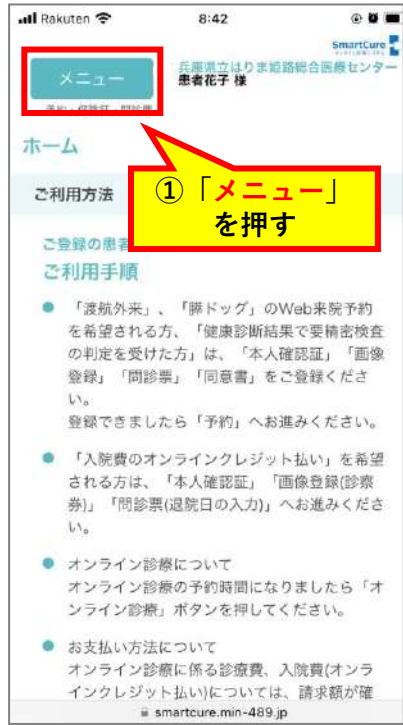 Rakuten 8:42
SmartCure
メニュー
兵庫県立はりま姫路総合医療センター
患者花子 様
ホーム
ご利用方法
①「メニュー」
を押す
ご登録の患者
ご利用手順
● 「渡航外来」、「膵ドッグ」のWeb来院予約
を希望される方、「健康診断結果で要精密検査
の判定を受けた方」は、「本人確認証」「画像
登録」「問診票」「同意書」をご登録くださ
い。
登録できましたら「予約」へお進みください。
● 「入院費のオンラインクレジット払い」を希望
される方は、「本人確認証」「画像登録(診察
券)」「問診票(退院日の入力)」へお進みくださ
い。
● オンライン診療について
オンライン診療の予約時間になりましたら「オ
ンライン診療」ボタンを押してください。
● お支払い方法について
オンライン診療に係る診療費、入院費(オンラ
インクレジット払い)については、請求額が確
smartcure.min-489.jp